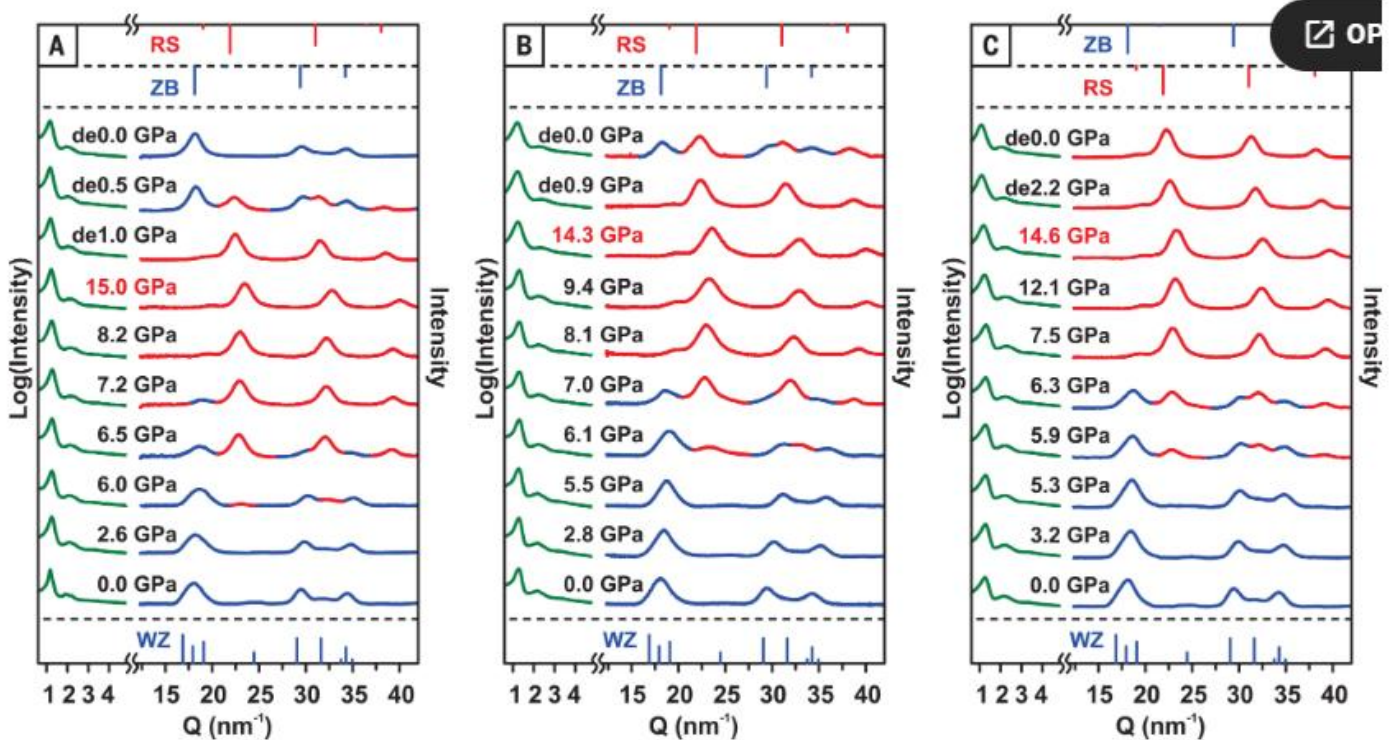 A
RS
ZB
de0.0 GPa
de0.5 GPa
de1.0 GPa
15.0 GPa
8.2 GPa
7.2 GPa
6.5 GPa
6.0 GPa
2.6 GPa
0.0 GPa
WZ
1 2 3 4 15 20 25 30 35 40
Q (nm⁻¹)
Log(Intensity)
Intensity
B
RS
ZB
de0.0 GPa
de0.9 GPa
14.3 GPa
9.4 GPa
8.1 GPa
7.0 GPa
6.1 GPa
5.5 GPa
2.8 GPa
0.0 GPa
WZ
1 2 3 4 15 20 25 30 35 40
Q (nm⁻¹)
Log(Intensity)
Intensity
C
ZB
RS
de0.0 GPa
de2.2 GPa
14.6 GPa
12.1 GPa
7.5 GPa
6.3 GPa
5.9 GPa
5.3 GPa
3.2 GPa
0.0 GPa
WZ
1 2 3 4 15 20 25 30 35 40
Q (nm⁻¹)
Log(Intensity)
Intensity
OP